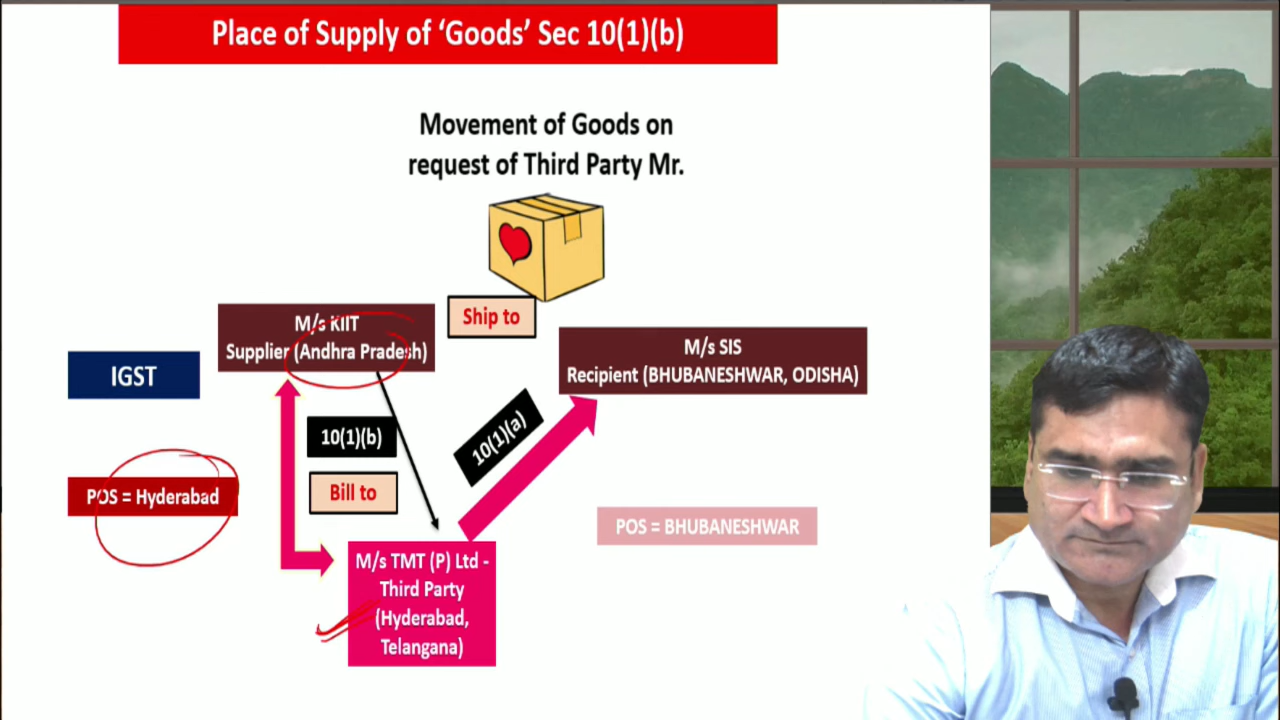 Place of Supply of ‘Goods’ Sec 10(1)(b)
Movement of Goods on
request of Third Party Mr.
Ship to
M/s KIIT
Supplier (Andhra Pradesh)
M/s SIS
Recipient (BHUBANESHWAR, ODISHA)
IGST
10(1)(b)
10(1)(a)
Bill to
POS = Hyderabad
POS = BHUBANESHWAR
M/s TMT (P) Ltd -
Third Party
(Hyderabad,
Telangana)